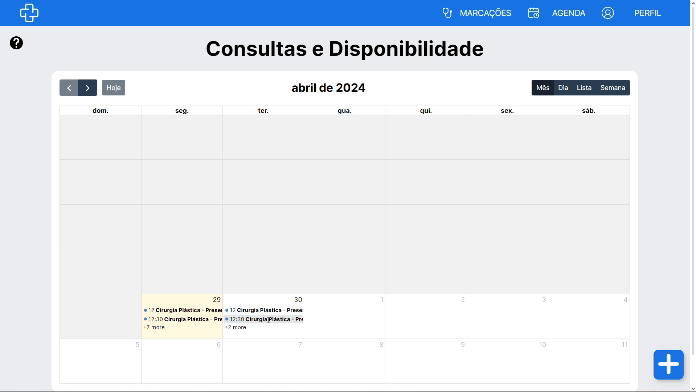 MARCAÇÕES AGENDA PERFIL
?
Consultas e Disponibilidade
Hoje
abril de 2024
Mês Dia Lista Semana
dom. seg. ter. qua. qui. sex. sáb.
29 30 1 2 3 4
12 Cirurgia Plástica - Prese 12 Cirurgia Plástica - Prese
12:30 Cirurgia Plástica - Pre 12:30 Cirurgia Plástica - Pre
+7 more +2 more
5 6 7 8 9 10 11